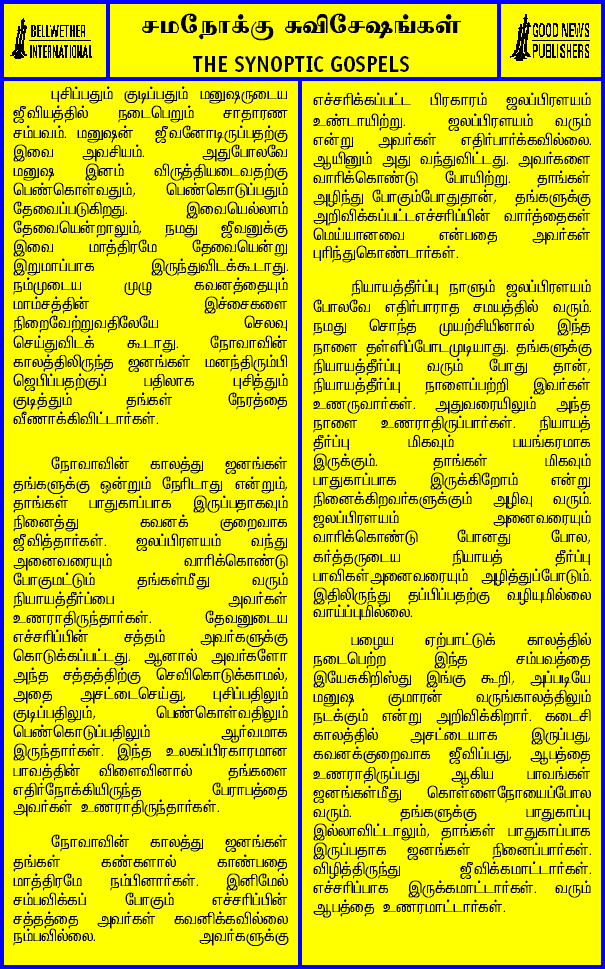 BELLWETHER
INTERNATIONAL
சமநோக்கு சுவிசேஷங்கள்
THE SYNOPTIC GOSPELS
GOOD NEWS
PUBLISHERS
புசிப்பதும் குடிப்பதும் மனுஷருடைய
ஜீவியத்தில் நடைபெறும் சாதாரண
சம்பவம். மனுஷன் ஜீவனோடிருப்பதற்கு
இவை அவசியம். அதுபோலவே
மனுஷ இனம் விருத்தியடைவதற்கு
பெண்கொள்வதும், பெண்கொடுப்பதும்
தேவைப்படுகிறது. இவையெல்லாம்
தேவையென்றாலும், நமது ஜீவனுக்கு
இவை மாத்திரமே தேவையென்று
இறுமாப்பாக இருந்துவிடக்கூடாது.
நம்முடைய முழு கவனத்தையும்
மாம்சத்தின் இச்சைகளை
நிறைவேற்றுவதிலேயே செலவு
செய்துவிடக் கூடாது. நோவாவின்
காலத்திலிருந்த ஜனங்கள் மனந்திரும்பி
ஜெபிப்பதற்குப் பதிலாக புசித்தும்
குடித்தும் தங்கள் நேரத்தை
வீணாக்கிவிட்டார்கள்.
நோவாவின் காலத்து ஜனங்கள்
தங்களுக்கு ஒன்றும் நேரிடாது என்றும்,
தாங்கள் பாதுகாப்பாக இருப்பதாகவும்
நினைத்து கவனக் குறைவாக
ஜீவித்தார்கள். ஜலப்பிரளயம் வந்து
அனைவரையும் வாரிக்கொண்டு
போகுமட்டும் தங்கள்மீது வரும்
நியாயத்தீர்ப்பை அவர்கள்
உணராதிருந்தார்கள். தேவனுடைய
எச்சரிப்பின் சத்தம் அவர்களுக்கு
கொடுக்கப்பட்டது. ஆனால் அவர்களோ
அந்த சத்தத்திற்கு செவிகொடுக்காமல்,
அதை அசட்டைசெய்து, புசிப்பதிலும்
குடிப்பதிலும், பெண்கொள்வதிலும்
பெண்கொடுப்பதிலும் ஆர்வமாக
இருந்தார்கள். இந்த உலகப்பிரகாரமான
பாவத்தின் விளைவினால் தங்களை
எதிர்நோக்கியிருந்த பேராபத்தை
அவர்கள் உணராதிருந்தார்கள்.
நோவாவின் காலத்து ஜனங்கள்
தங்கள் கண்களால் காண்பதை
மாத்திரமே நம்பினார்கள். இனிமேல்
சம்பவிக்கப் போகும் எச்சரிப்பின்
சத்தத்தை அவர்கள் கவனிக்கவில்லை
நம்பவில்லை. அவர்களுக்கு
எச்சரிக்கப்பட்ட பிரகாரம் ஜலப்பிரளயம்
உண்டாயிற்று. ஜலப்பிரளயம் வரும்
என்று அவர்கள் எதிர்பார்க்கவில்லை.
ஆயினும் அது வந்துவிட்டது. அவர்களை
வாரிக்கொண்டு போயிற்று. தாங்கள்
அழிந்து போகும்போதுதான், தங்களுக்கு
அறிவிக்கப்பட்டஎச்சரிப்பின் வார்த்தைகள்
மெய்யானவை என்பதை அவர்கள்
புரிந்துகொண்டார்கள்.
நியாயத்தீர்ப்பு நாளும் ஜலப்பிரளயம்
போலவே எதிர்பாராத சமயத்தில் வரும்.
நமது சொந்த முயற்சியினால் இந்த
நாளை தள்ளிப்போடமுடியாது. தங்களுக்கு
நியாயத்தீர்ப்பு வரும் போது தான்,
நியாயத்தீர்ப்பு நாளைப்பற்றி இவர்கள்
உணருவார்கள். அதுவரையிலும் அந்த
நாளை உணராதிருப்பார்கள். நியாயத்
தீர்ப்பு மிகவும் பயங்கரமாக
இருக்கும். தாங்கள் மிகவும்
பாதுகாப்பாக இருக்கிறோம் என்று
நினைக்கிறவர்களுக்கும் அழிவு வரும்.
ஜலப்பிரளயம் அனைவரையும்
வாரிக்கொண்டு போனது போல,
கர்த்தருடைய நியாயத் தீர்ப்பு
பாவிகள்அனைவரையும் அழித்துப்போடும்.
இதிலிருந்து தப்பிப்பதற்கு வழியுமில்லை
வாய்ப்புமில்லை.
பழைய ஏற்பாட்டுக் காலத்தில்
நடைபெற்ற இந்த சம்பவத்தை
இயேசுகிறிஸ்து இங்கு கூறி, அப்படியே
மனுஷ குமாரன் வருங்காலத்திலும்
நடக்கும் என்று அறிவிக்கிறார். கடைசி
காலத்தில் அசட்டையாக இருப்பது,
கவனக்குறைவாக ஜீவிப்பது, ஆபத்தை
உணராதிருப்பது ஆகிய பாவங்கள்
ஜனங்கள்மீது கொள்ளைநோயைப்போல
வரும். தங்களுக்கு பாதுகாப்பு
இல்லாவிட்டாலும், தாங்கள் பாதுகாப்பாக
இருப்பதாக ஜனங்கள் நினைப்பார்கள்.
விழித்திருந்து ஜீவிக்கமாட்டார்கள்.
எச்சரிப்பாக இருக்கமாட்டார்கள். வரும்
ஆபத்தை உணரமாட்டார்கள்.